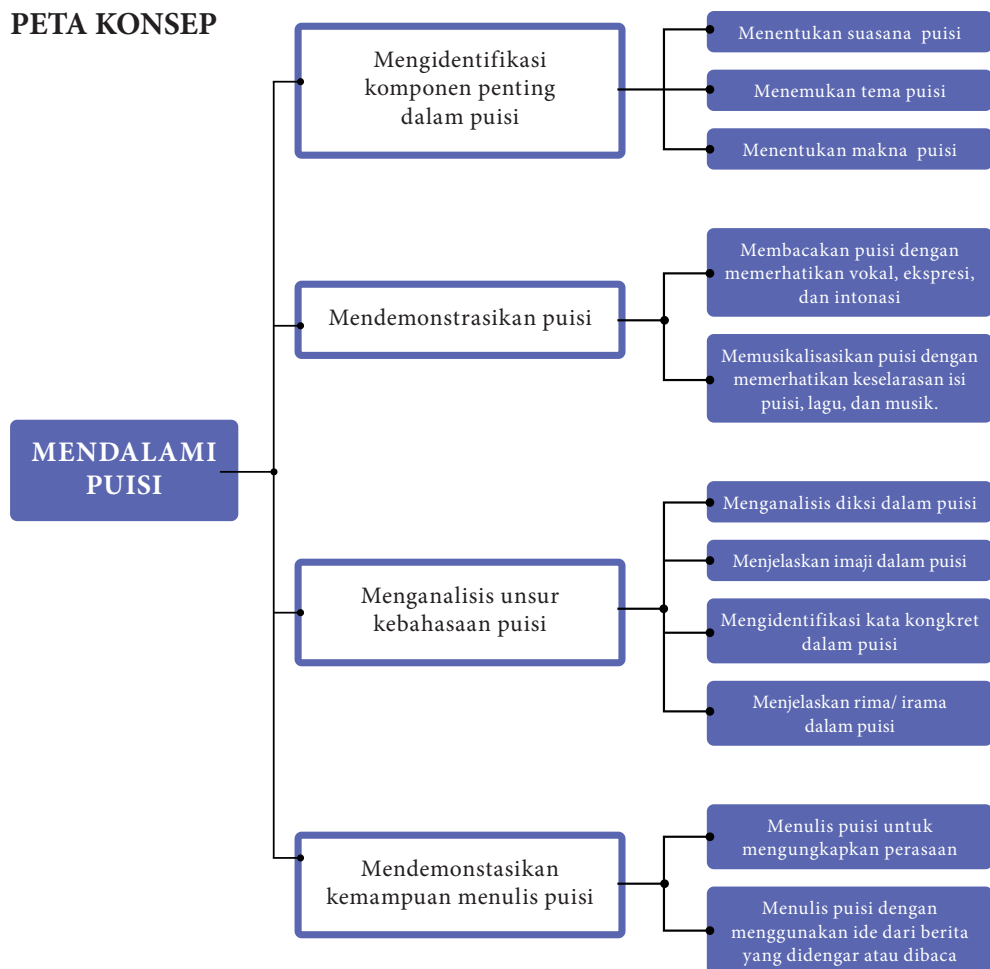 PETA KONSEP
Mengidentifikasi
komponen penting
dalam puisi
Menentukan suasana puisi
Menemukan tema puisi
Menentukan makna puisi
Mendemonstrasikan puisi
Membacakan puisi dengan
memerhatikan vokal, ekspresi,
dan intonasi
Memusikalisasikan puisi dengan
memerhatikan keselarasan isi
puisi, lagu, dan musik.
MENDALAMI
PUISI
Menganalisis unsur
kebahasaan puisi
Menganalisis diksi dalam puisi
Menjelaskan imaji dalam puisi
Mengidentifikasi kata kongkret
dalam puisi
Menjelaskan rima/ irama
dalam puisi
Mendemonstasikan
kemampuan menulis puisi
Menulis puisi untuk
mengungkapkan perasaan
Menulis puisi dengan
menggunakan ide dari berita
yang didengar atau dibaca